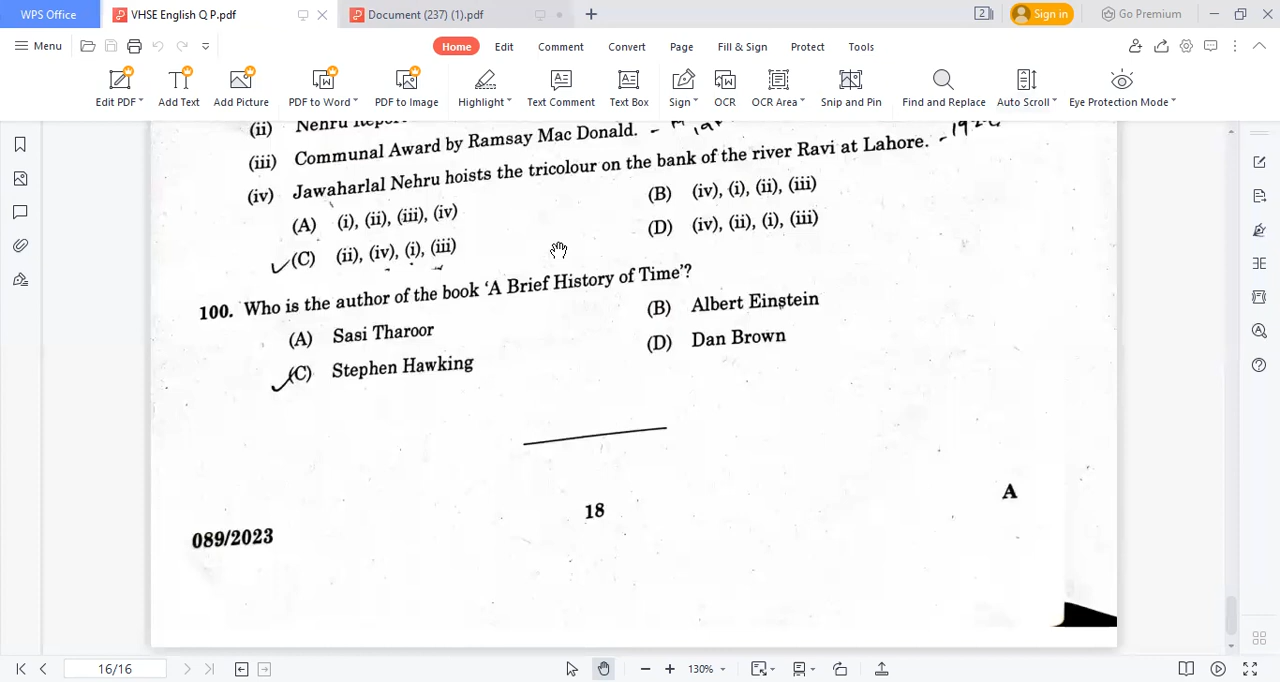 WPS Office
VHSE English Q P.pdf
Document (237) (1).pdf
Sign in
Go Premium
Menu
Home
Edit
Comment
Convert
Page
Fill & Sign
Protect
Tools
Edit PDF
Add Text
Add Picture
PDF to Word
PDF to Image
Highlight
Text Comment
Text Box
Sign
OCR
OCR Area
Snip and Pin
Find and Replace
Auto Scroll
Eye Protection Mode
(ii) Nehru
(iii) Communal Award by Ramsay Mac Donald. -
(iv) Jawaharlal Nehru hoists the tricolour on the bank of the river Ravi at Lahore. -
(A) (i), (ii), (iii), (iv)
(B) (iv), (i), (ii), (iii)
(C) (ii), (iv), (i), (iii)
(D) (iv), (ii), (i), (iii)
100. Who is the author of the book 'A Brief History of Time'?
(A) Sasi Tharoor
(B) Albert Einstein
(C) Stephen Hawking
(D) Dan Brown
18
A
089/2023
16/16
130%